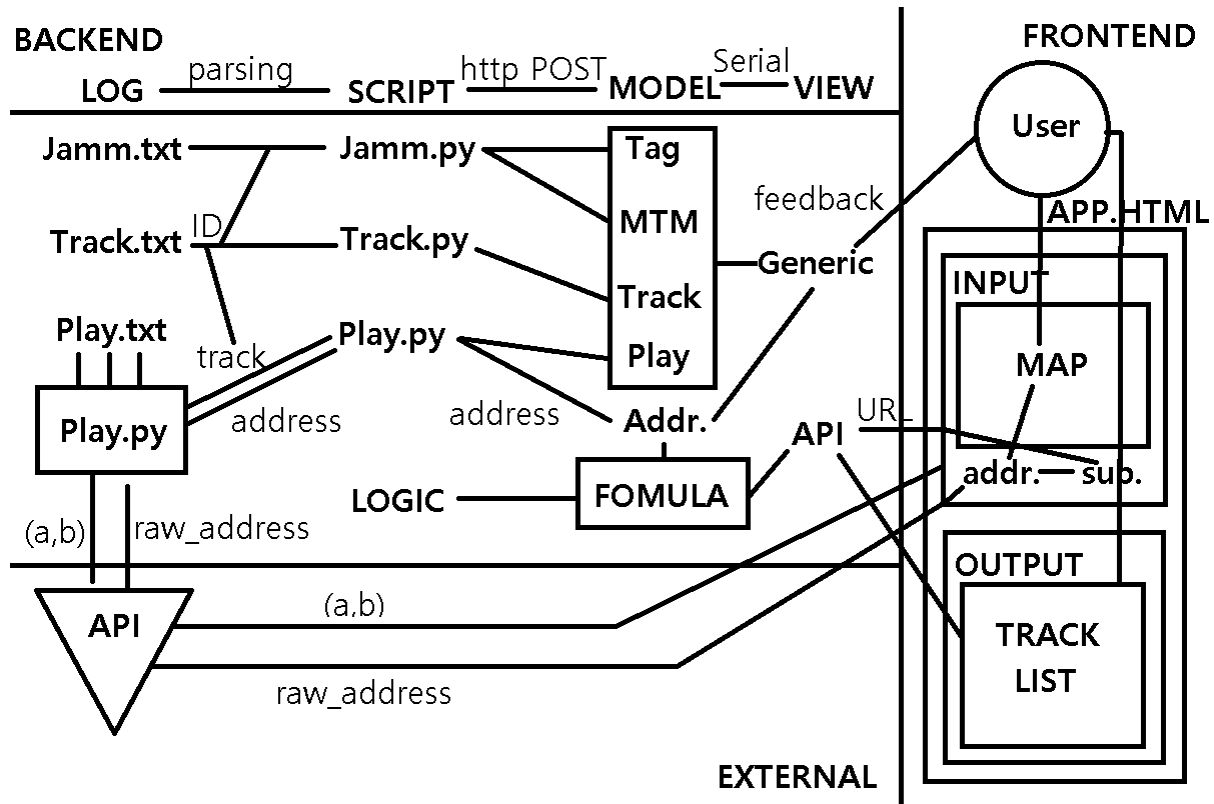 BACKEND
FRONTEND
LOG parsing SCRIPT http POST MODEL Serial VIEW
User
Jamm.txt Jamm.py Tag
feedback
ID MTM
APP.HTML
Track.txt Track.py
Generic
INPUT
Track
Play.txt Play.py
track Play
MAP
address address Addr. URL
Play.py API
addr. sub.
LOGIC FOMULA
(a,b) raw_address
OUTPUT
API (a,b)
TRACK
LIST
raw_address
EXTERNAL